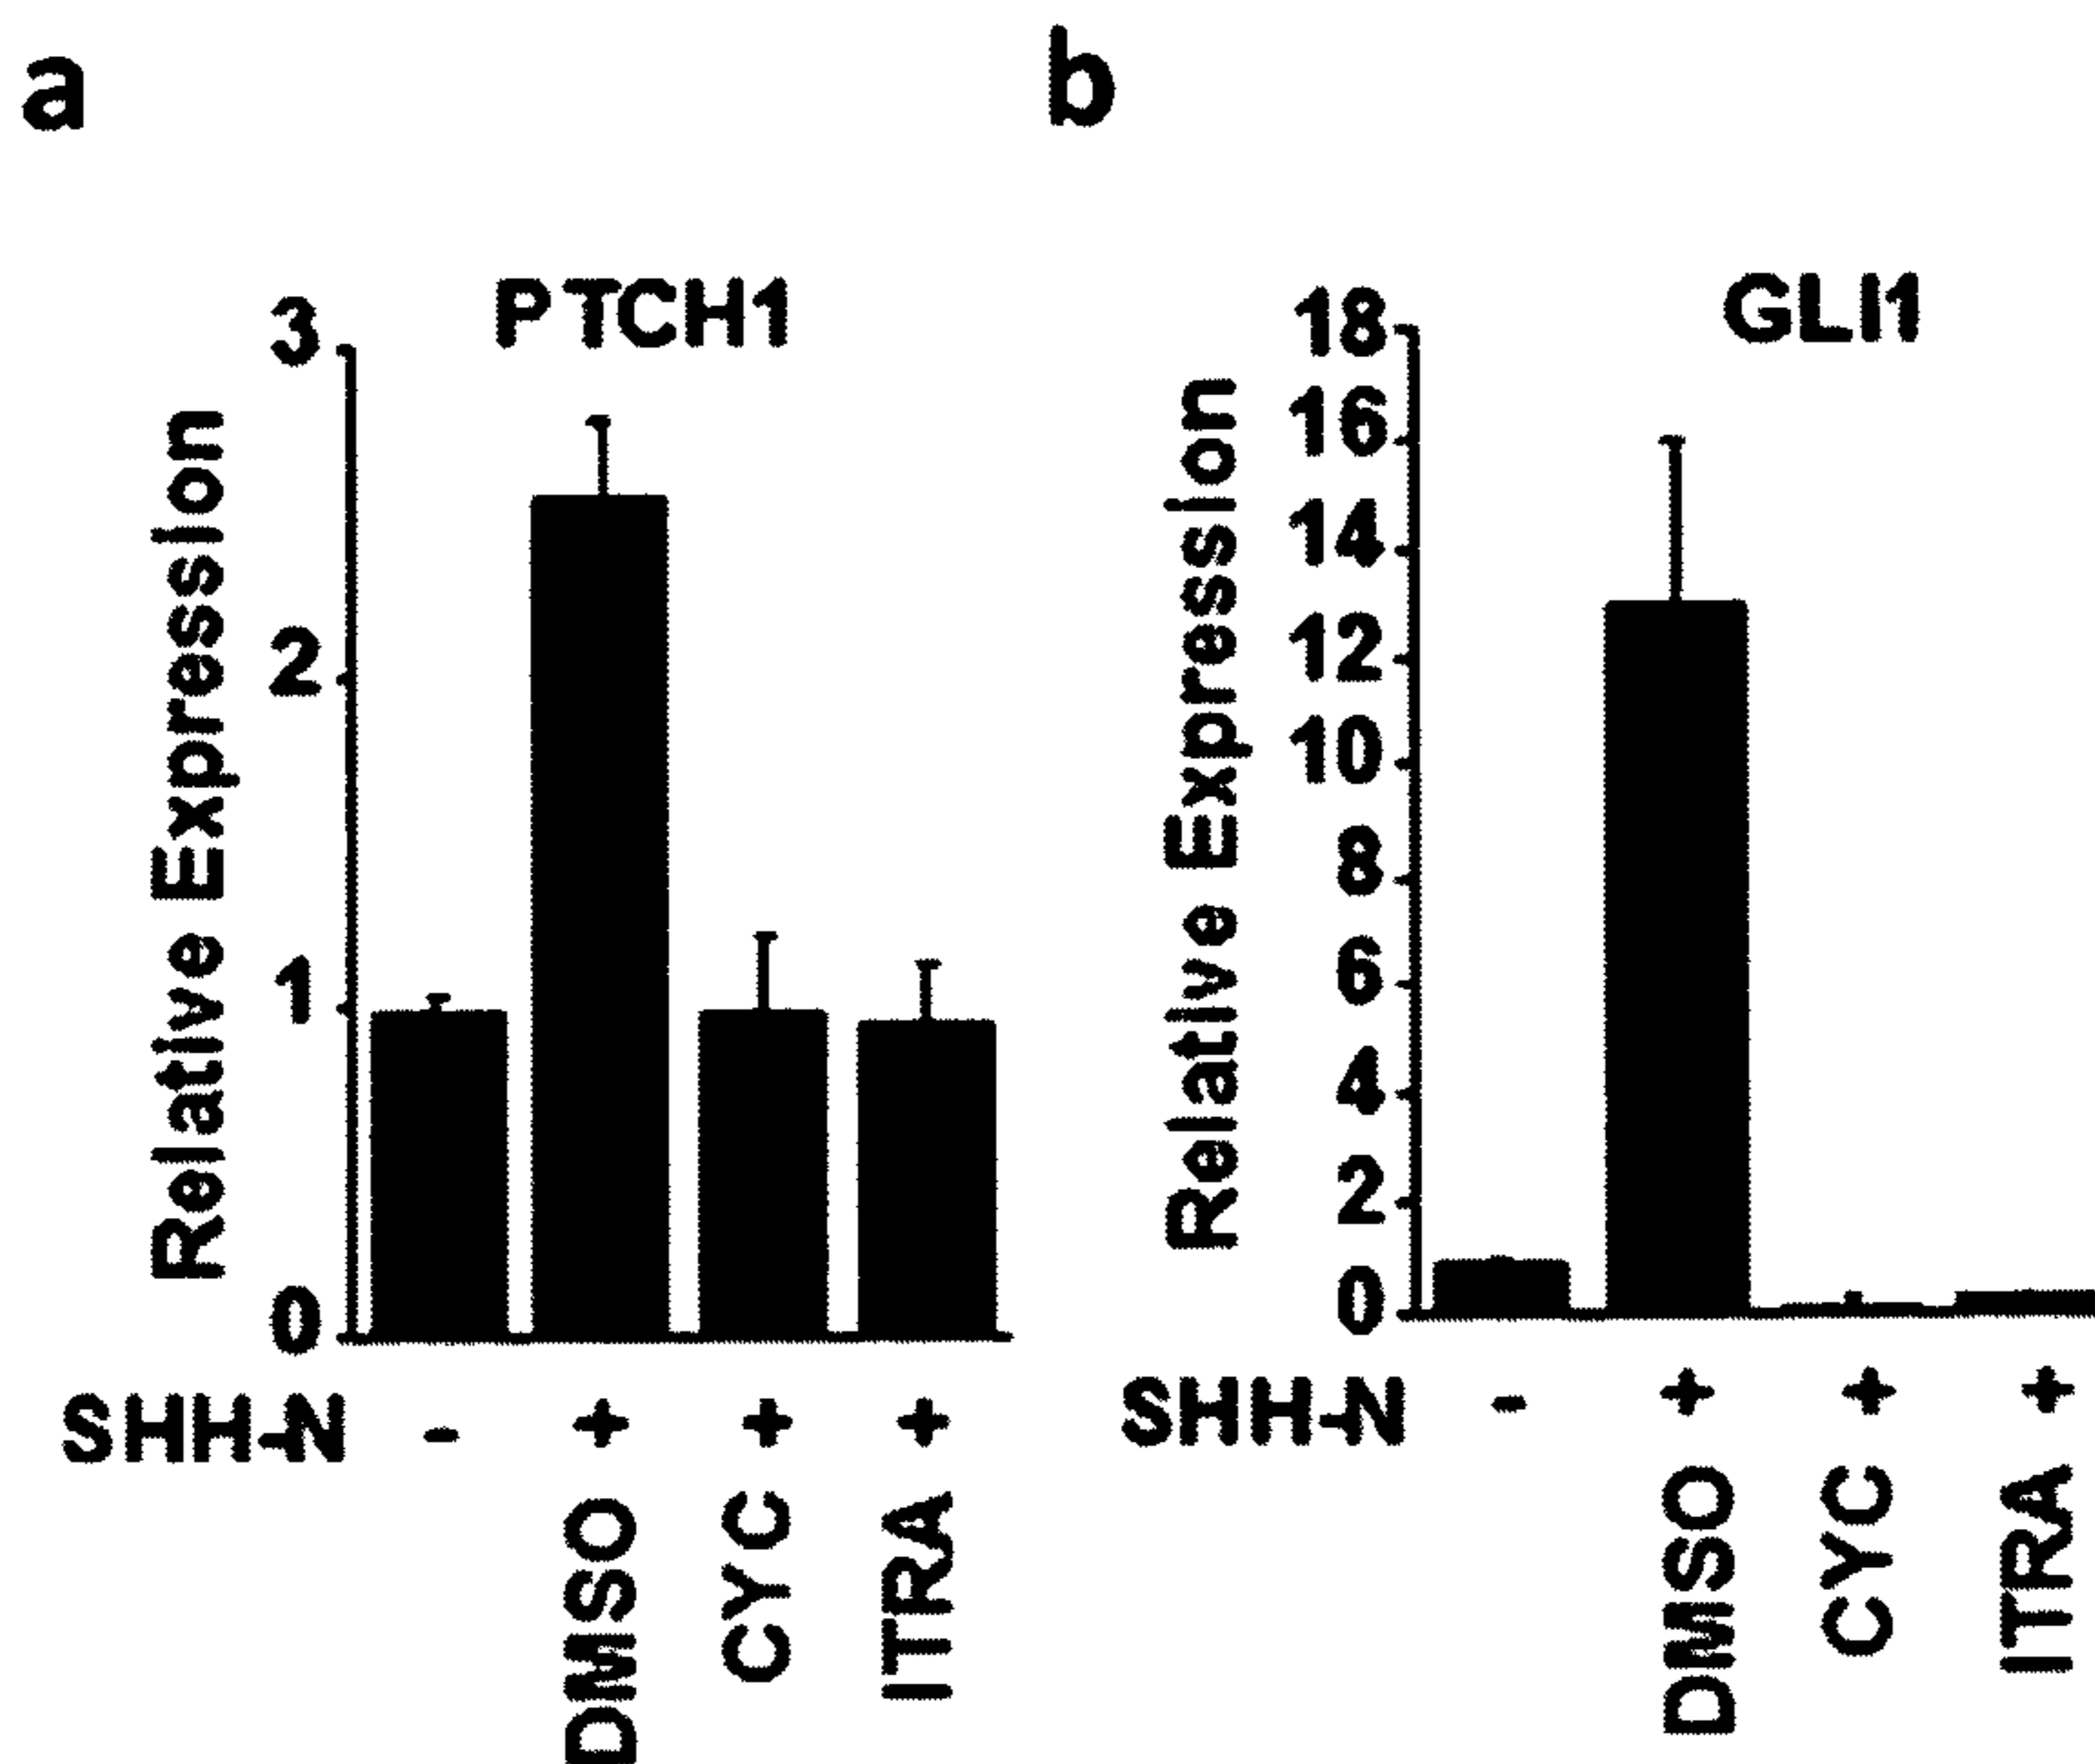 a
b
PTCH1
3
2
1
0
Relative Expression
SHH-N - + + +
DMSO
CYC
ITRA
GLI1
18
16
14
12
10
8
6
4
2
0
Relative Expression
SHH-N - + + +
DMSO
CYC
ITRA